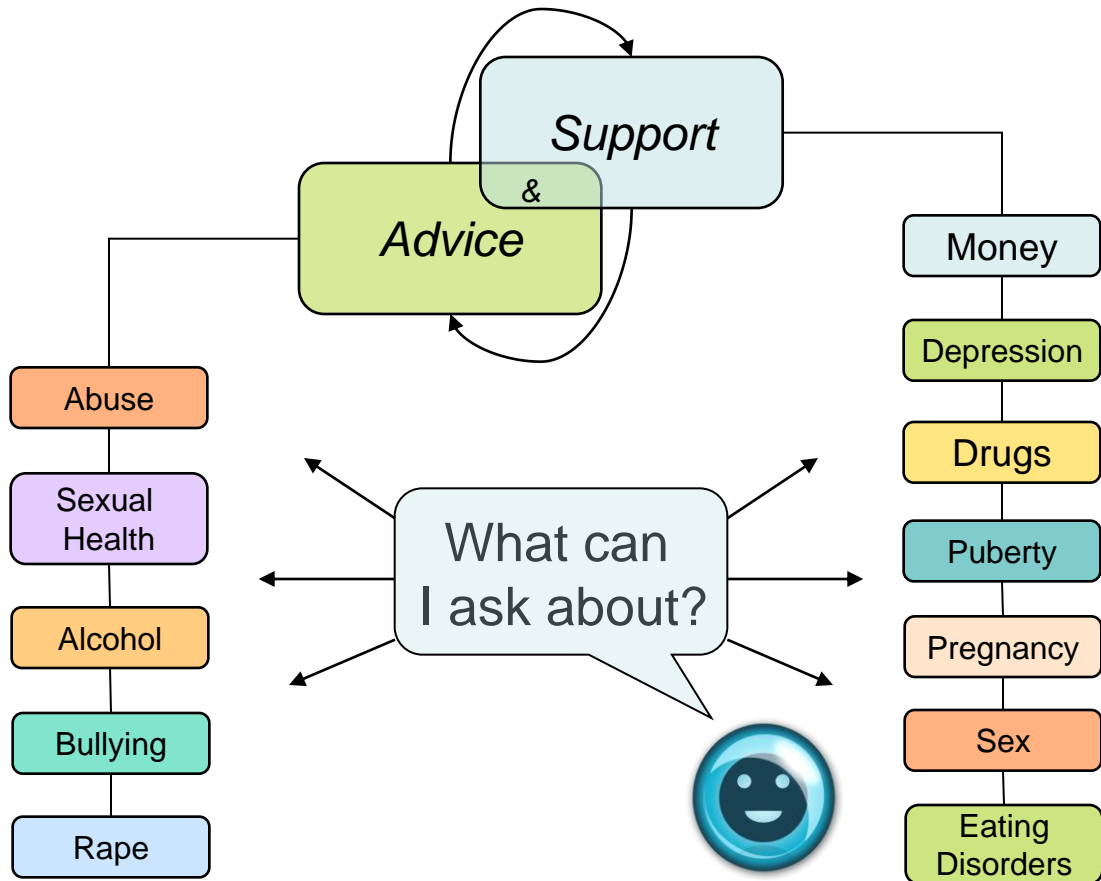 Support
&
Advice
Abuse
Sexual
Health
Alcohol
Bullying
Rape
What can
I ask about?
Money
Depression
Drugs
Puberty
Pregnancy
Sex
Eating
Disorders